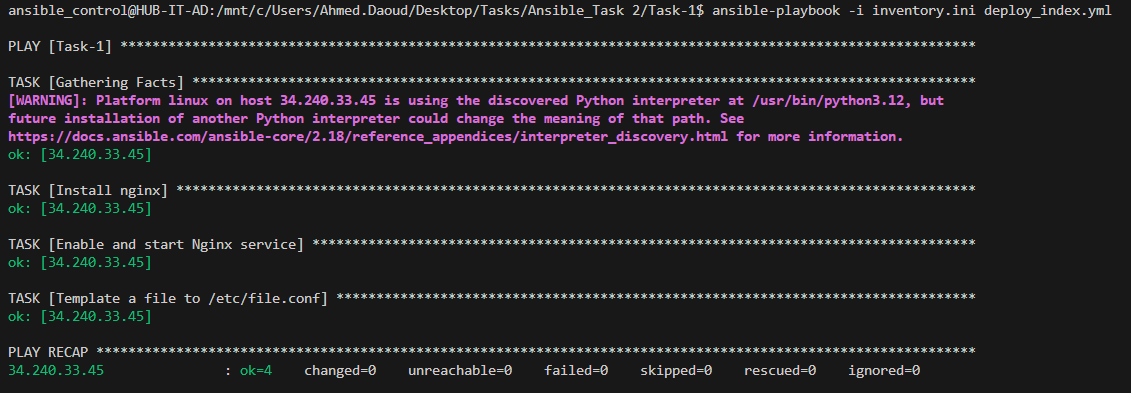 ansible_control@HUB-IT-AD:/mnt/c/Users/Ahmed.Daoud/Desktop/Tasks/Ansible_Task 2/Task-1$ ansible-playbook -i inventory.ini deploy_index.yml
PLAY [Task-1] ***********************************************************************************************************
TASK [Gathering Facts] **************************************************************************************************
[WARNING]: Platform linux on host 34.240.33.45 is using the discovered Python interpreter at /usr/bin/python3.12, but
future installation of another Python interpreter could change the meaning of that path. See
https://docs.ansible.com/ansible-core/2.18/reference_appendices/interpreter_discovery.html for more information.
ok: [34.240.33.45]
TASK [Install nginx] ****************************************************************************************************
ok: [34.240.33.45]
TASK [Enable and start Nginx service] ***********************************************************************************
ok: [34.240.33.45]
TASK [Template a file to /etc/file.conf] ********************************************************************************
ok: [34.240.33.45]
PLAY RECAP **************************************************************************************************************
34.240.33.45               : ok=4    changed=0    unreachable=0    failed=0    skipped=0    rescued=0    ignored=0